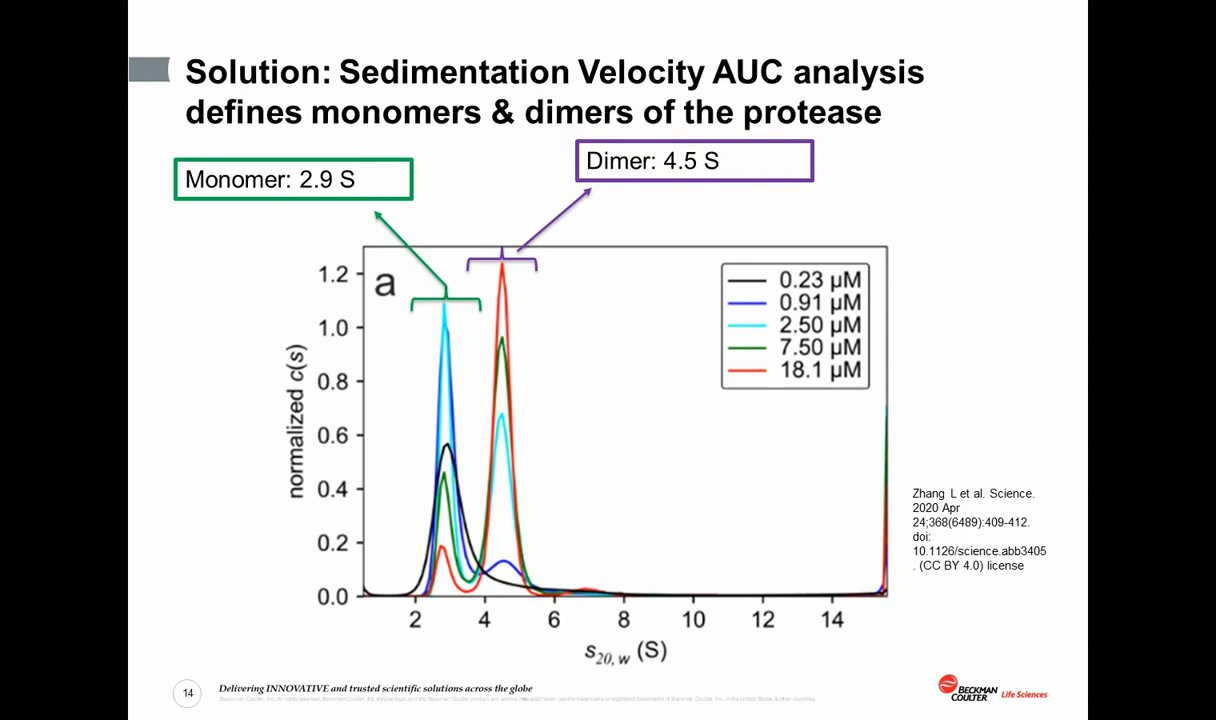 Solution: Sedimentation Velocity AUC analysis
defines monomers & dimers of the protease
Monomer: 2.9 S
Dimer: 4.5 S
a
0.23 µM
0.91 µM
2.50 µM
7.50 µM
18.1 µM
normalized c(s)
1.2
1.0
0.8
0.6
0.4
0.2
0.0
2 4 6 8 10 12 14
s20, w (S)
Zhang L et al. Science.
2020 Apr
24;368(6489):409-412.
doi:
10.1126/science.abb3405
. (CC BY 4.0) license
14
Delivering INNOVATIVE and trusted scientific solutions across the globe
BECKMAN
COULTER Life Sciences